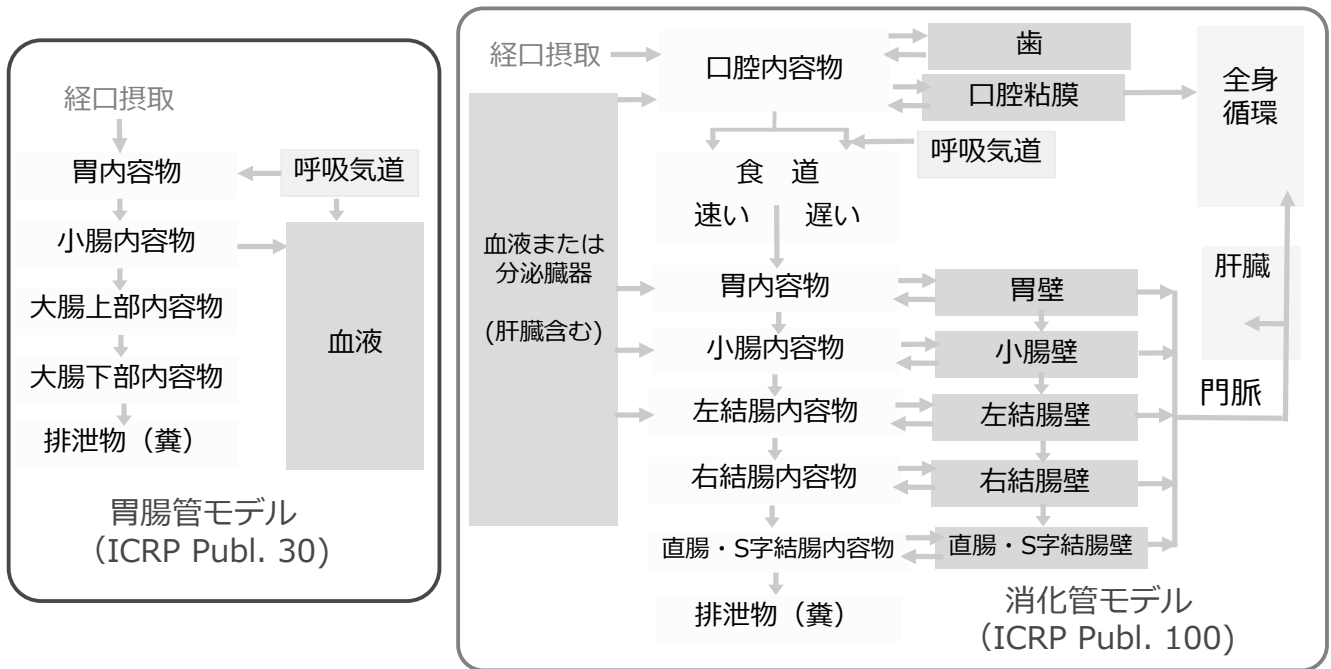 経口摂取
胃内容物
呼吸気道
小腸内容物
大腸上部内容物
血液
大腸下部内容物
排泄物（糞）
胃腸管モデル
（ICRP Publ. 30）
経口摂取
口腔内容物
歯
口腔粘膜
全身
循環
呼吸気道
食　道
速い　遅い
血液または
分泌臓器
(肝臓含む)
胃内容物
胃壁
肝臓
小腸内容物
小腸壁
門脈
左結腸内容物
左結腸壁
右結腸内容物
右結腸壁
直腸・S字結腸内容物
直腸・S字結腸壁
排泄物（糞）
消化管モデル
（ICRP Publ. 100）